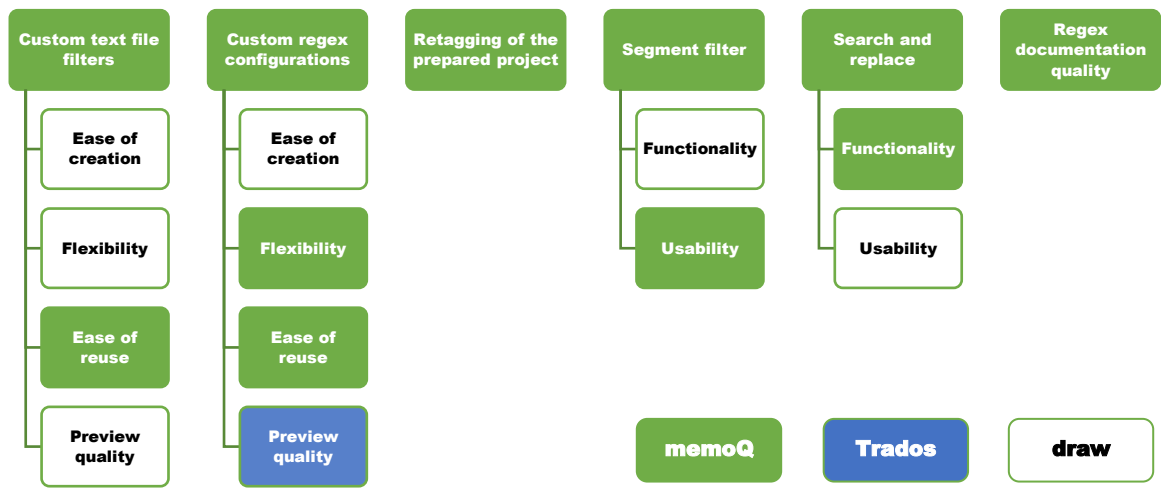 Custom text file
filters
Ease of
creation
Flexibility
Ease of
reuse
Preview
quality
Custom regex
configurations
Ease of
creation
Flexibility
Ease of
reuse
Preview
quality
Retagging of the
prepared project
Segment filter
Functionality
Usability
Search and
replace
Functionality
Usability
Regex
documentation
quality
memoQ
Trados
draw